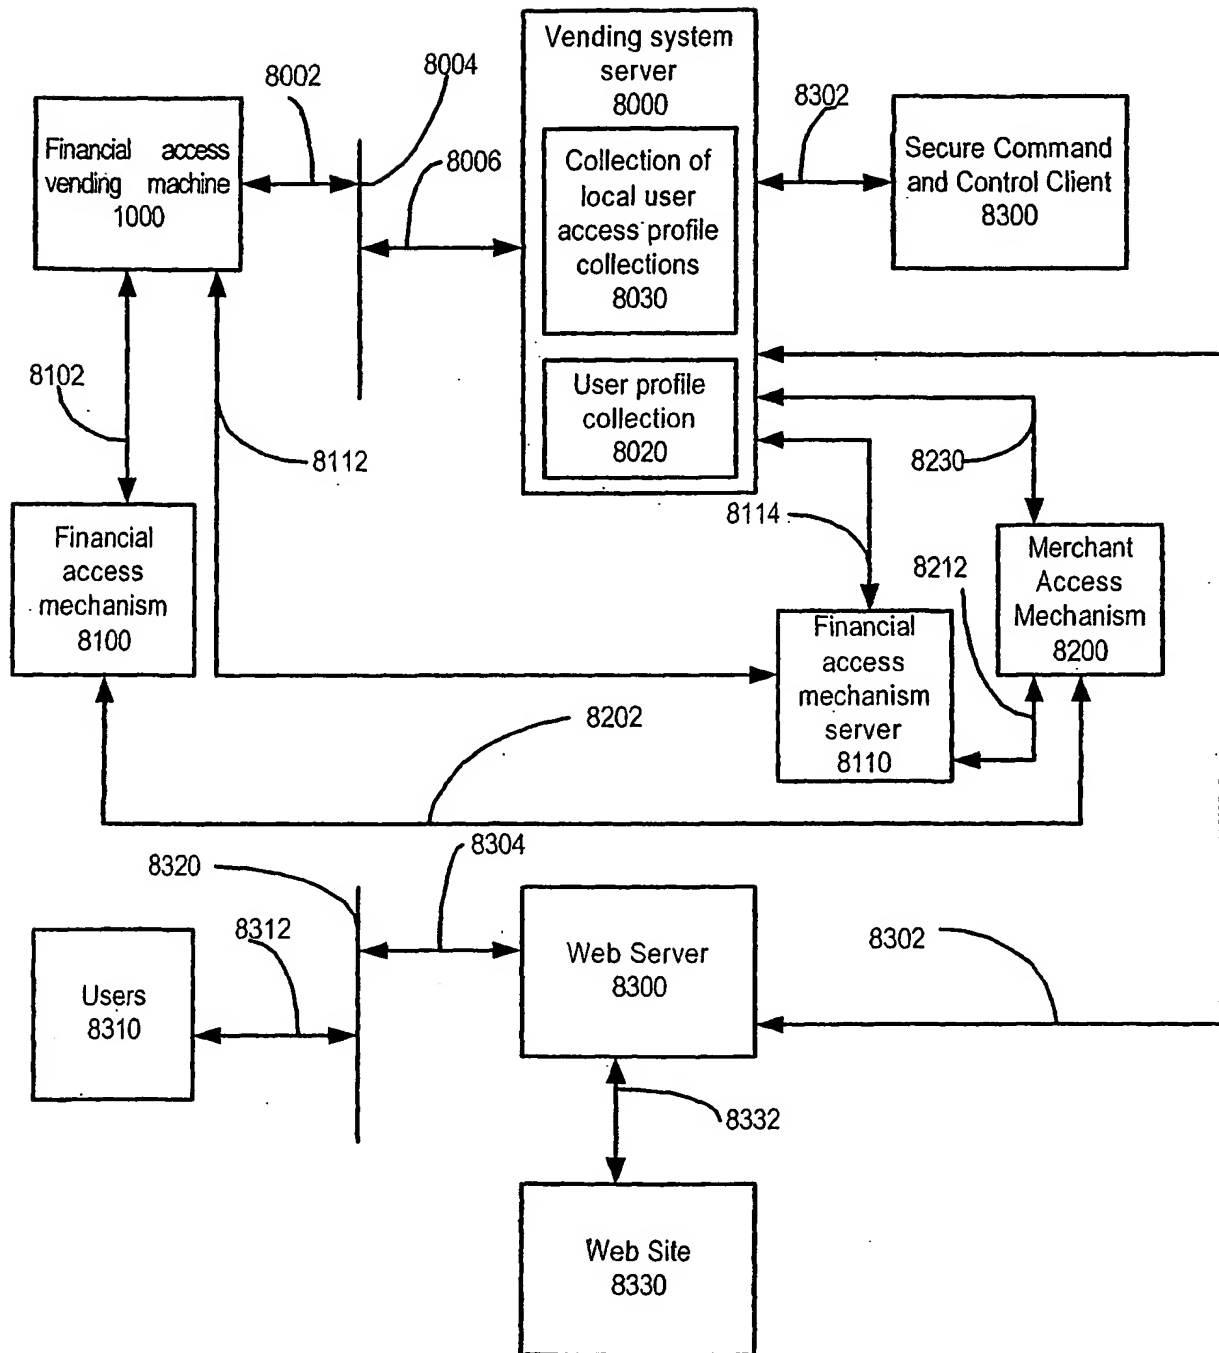 Vending system
server
8000
8002
8004
8302
Financial access
vending machine
1000
8006
Collection of
local user
access profile
collections
8030
Secure Command
and Control Client
8300
8102
User profile
collection
8020
8112
8230
8114
Financial
access
mechanism
8100
8212
Merchant
Access
Mechanism
8200
Financial
access
mechanism
server
8110
8202
8304
8320
8312
8302
Users
8310
Web Server
8300
8332
Web Site
8330